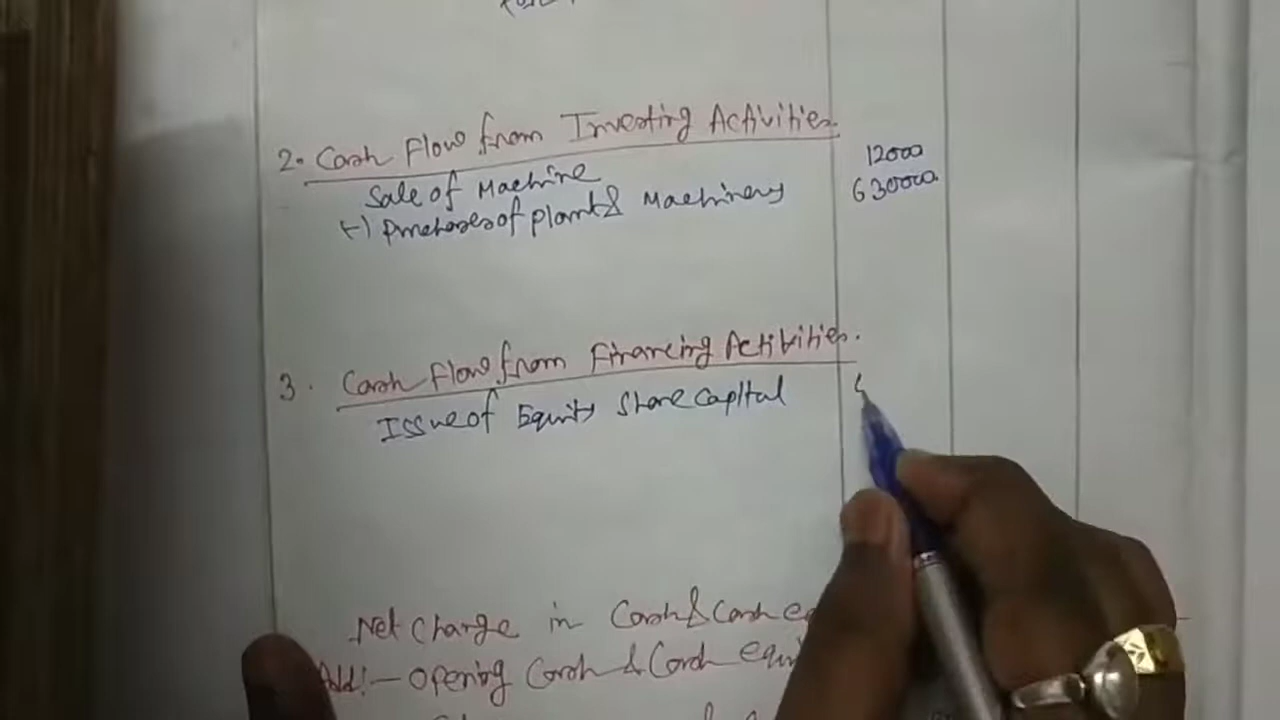 2. Cash Flow from Investing Activities.
Sale of Machine 12000
(-) Purchases of plant & Machinery 630000
3. Cash Flow from Financing Activities.
Issue of Equity Share capital
Net Change in Cash & Cash
Add:- opening Cash & Cash